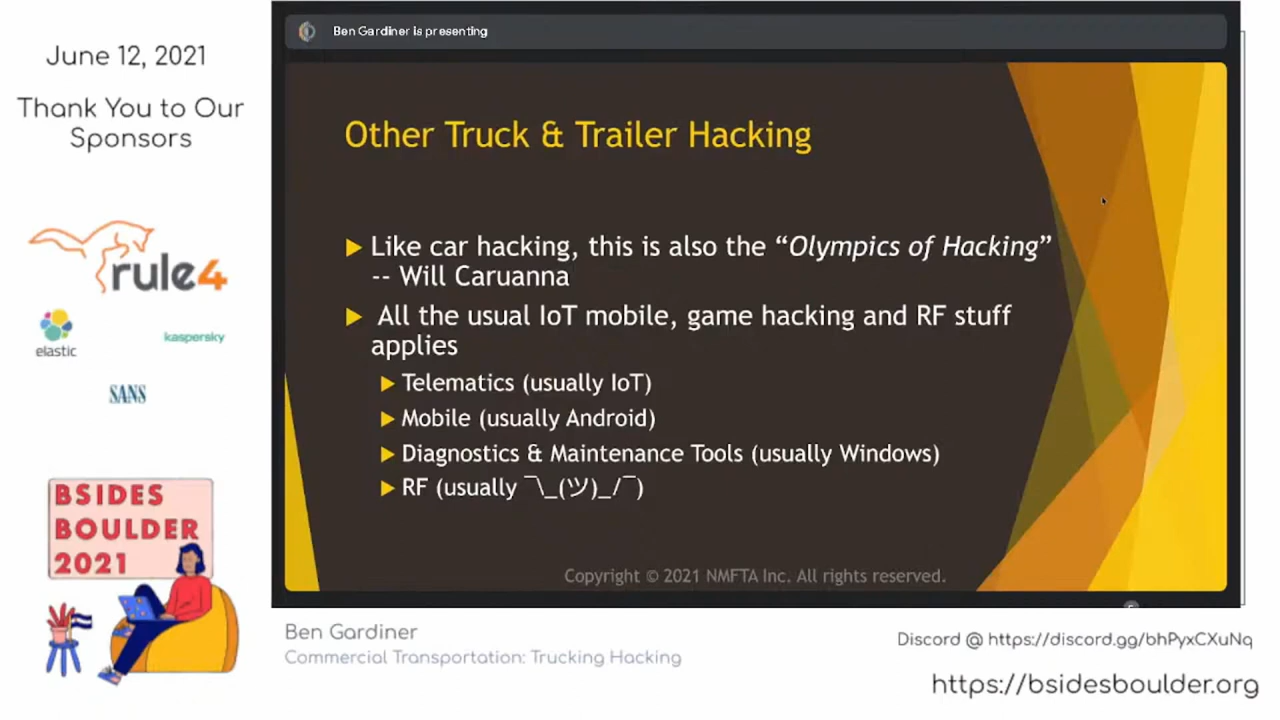 June 12, 2021
Thank You to Our
Sponsors
rule4
elastic
kaspersky
SANS
BSIDES
BOULDER
2021
Ben Gardiner is presenting
Other Truck & Trailer Hacking
Like car hacking, this is also the “Olympics of Hacking”
-- Will Caruanna
All the usual IoT mobile, game hacking and RF stuff
applies
Telematics (usually IoT)
Mobile (usually Android)
Diagnostics & Maintenance Tools (usually Windows)
RF (usually ¯\_(ツ)_/¯)
Copyright © 2021 NMFTA Inc. All rights reserved.
Ben Gardiner
Commercial Transportation: Trucking Hacking
Discord @ https://discord.gg/bhPyxCXuNq
https://bsidesboulder.org